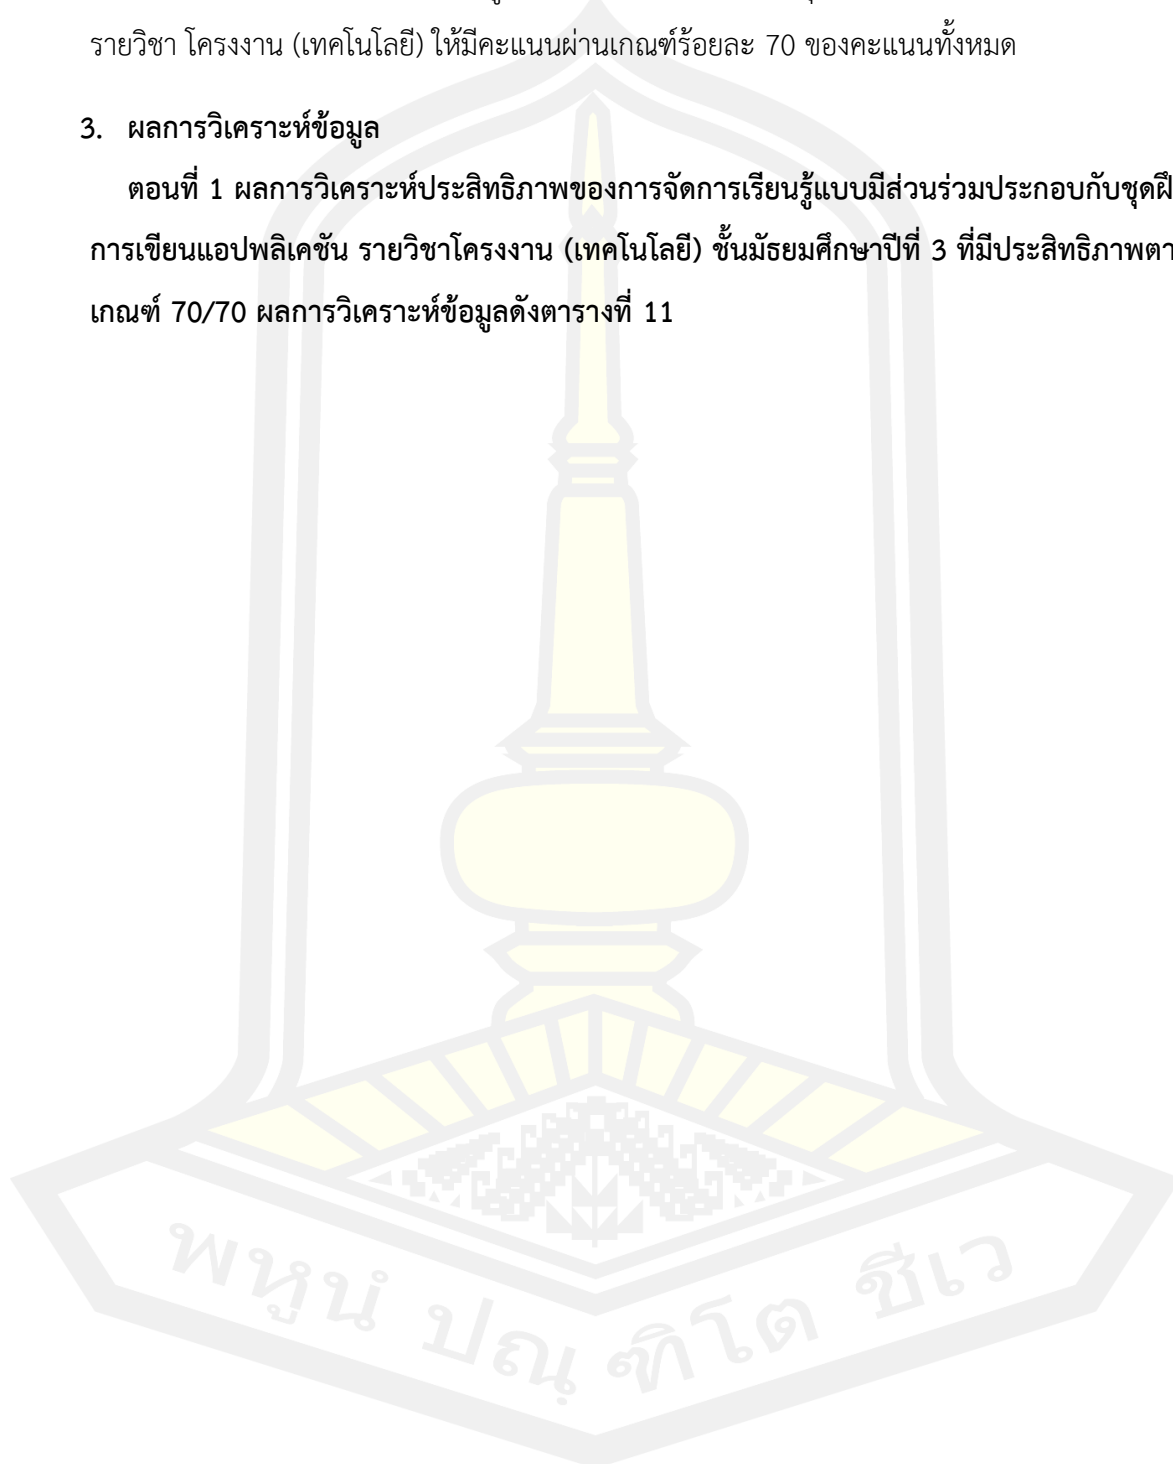 รายวิชา โครงงาน (เทคโนโลยี) ให้มีคะแนนผ่านเกณฑ์ร้อยละ 70 ของคะแนนทั้งหมด
3. ผลการวิเคราะห์ข้อมูล
ตอนที่ 1 ผลการวิเคราะห์ประสิทธิภาพของการจัดการเรียนรู้แบบมีส่วนร่วมประกอบกับชุดฝึ
การเขียนแอปพลิเคชัน รายวิชาโครงงาน (เทคโนโลยี) ชั้นมัธยมศึกษาปีที่ 3 ที่มีประสิทธิภาพตา
เกณฑ์ 70/70 ผลการวิเคราะห์ข้อมูลดังตารางที่ 11
พหูนํ ปณฺฑิโต ชีเว